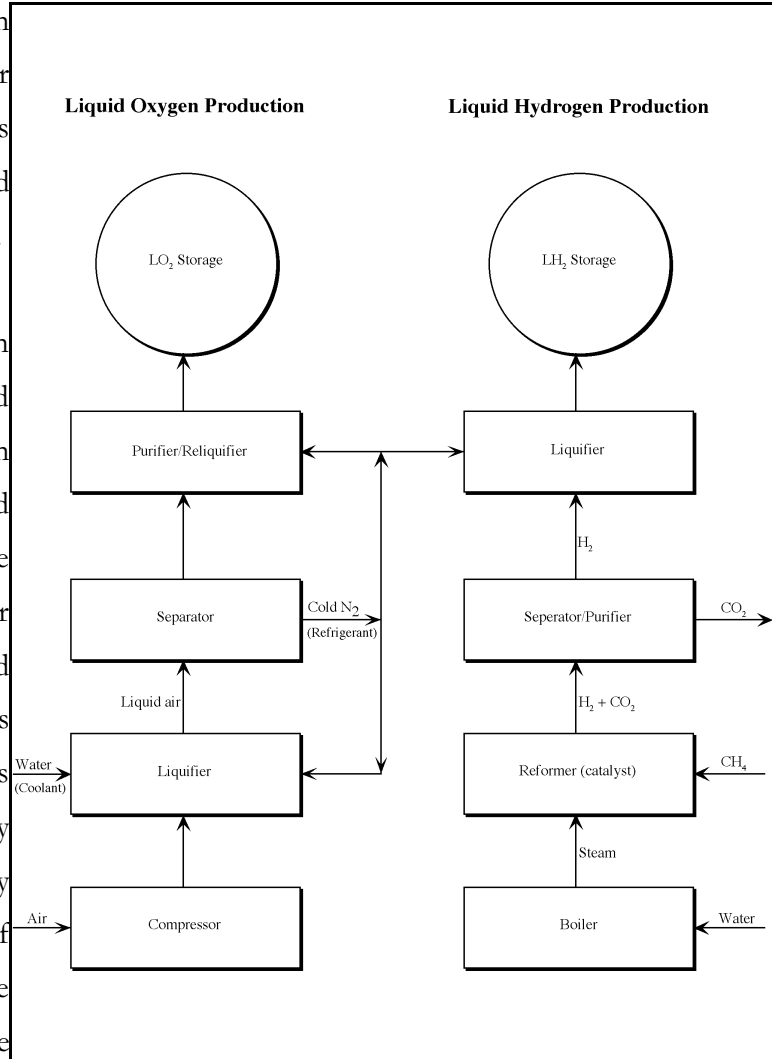 Liquid Oxygen Production
Liquid Hydrogen Production
LO2 Storage
LH2 Storage
Purifier/Reliquifier
Liquifier
H2
Separator
Cold N2
(Refrigerant)
Seperator/Purifier
CO2
Liquid air
H2 + CO2
Water
(Coolant)
Liquifier
Reformer (catalyst)
CH4
Steam
Air
Compressor
Boiler
Water